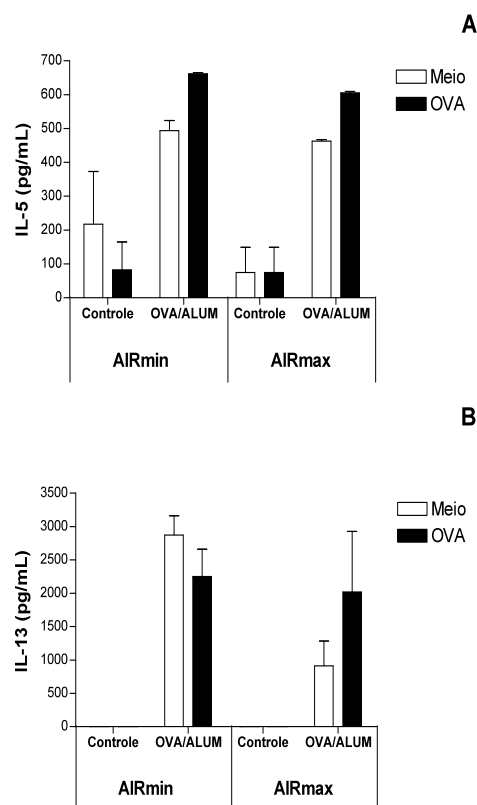 A
IL-5 (pg/mL)
700
600
500
400
300
200
100
0
Meio
OVA
Controle OVA/ALUM Controle OVA/ALUM
AIRmin AIRmax
B
IL-13 (pg/mL)
3500
3000
2500
2000
1500
1000
500
0
Meio
OVA
Controle OVA/ALUM Controle OVA/ALUM
AIRmin AIRmax